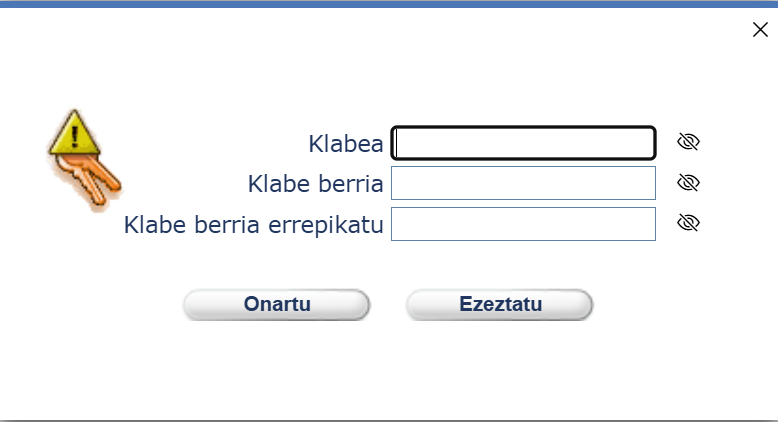 Klabea
Klabe berria
Klabe berria errepikatu
Onartu Ezeztatu